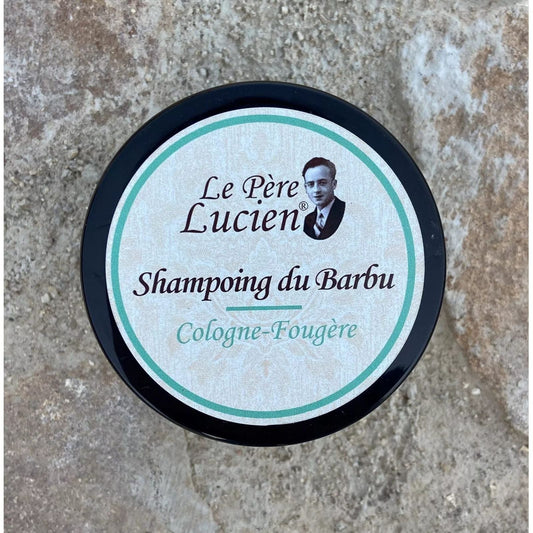 Le Père
Lucien®
Shampoing du Barbu
Cologne-Fougère